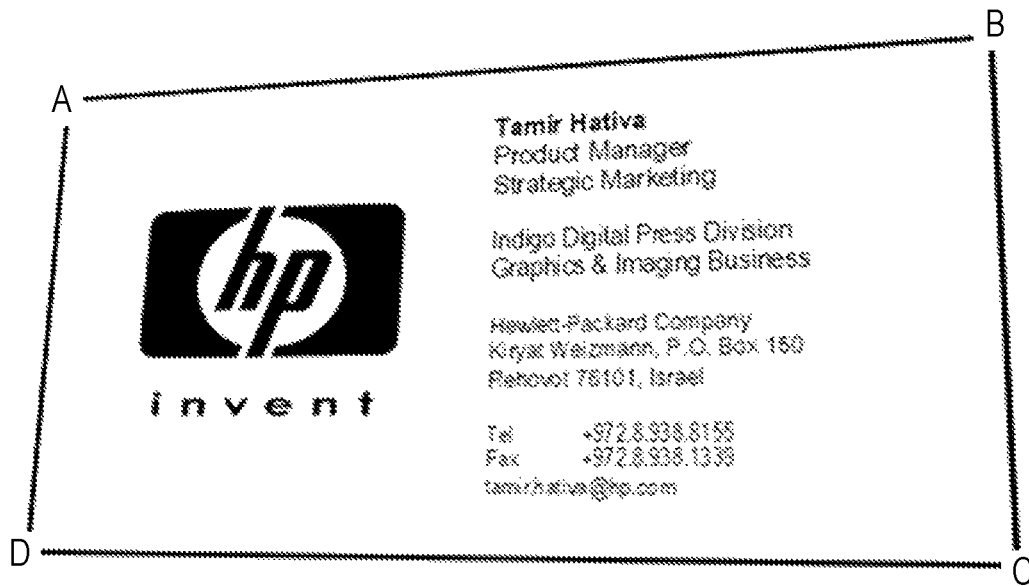 A
B
Tamir Hativa
Product Manager
Strategic Marketing
hp
Indigo Digital Press Division
Graphics & Imaging Business
invent
Hewlett-Packard Company
Kiryat Weizmann, P.O. Box 150
Rehovot 76101, Israel
Tel +972.8.938.8155
Fax +972.8.938.1339
tamir.hativa@hp.com
D
C